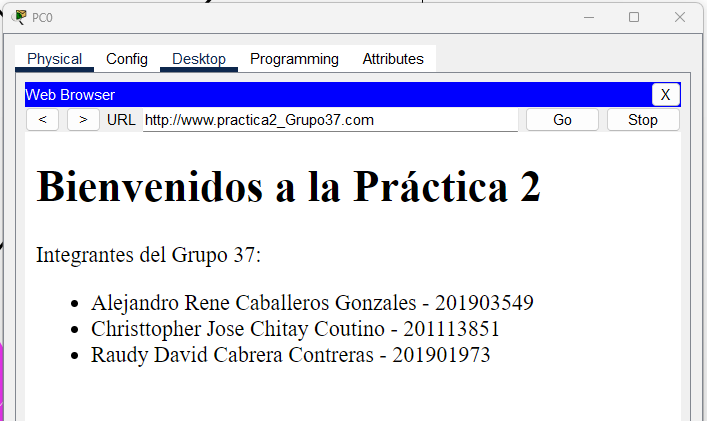 PC0
Physical Config Desktop Programming Attributes
Web Browser X
< > URL http://www.practica2_Grupo37.com Go Stop
Bienvenidos a la Práctica 2
Integrantes del Grupo 37:
• Alejandro Rene Caballeros Gonzales - 201903549
• Christtopher Jose Chitay Coutino - 201113851
• Raudy David Cabrera Contreras - 201901973